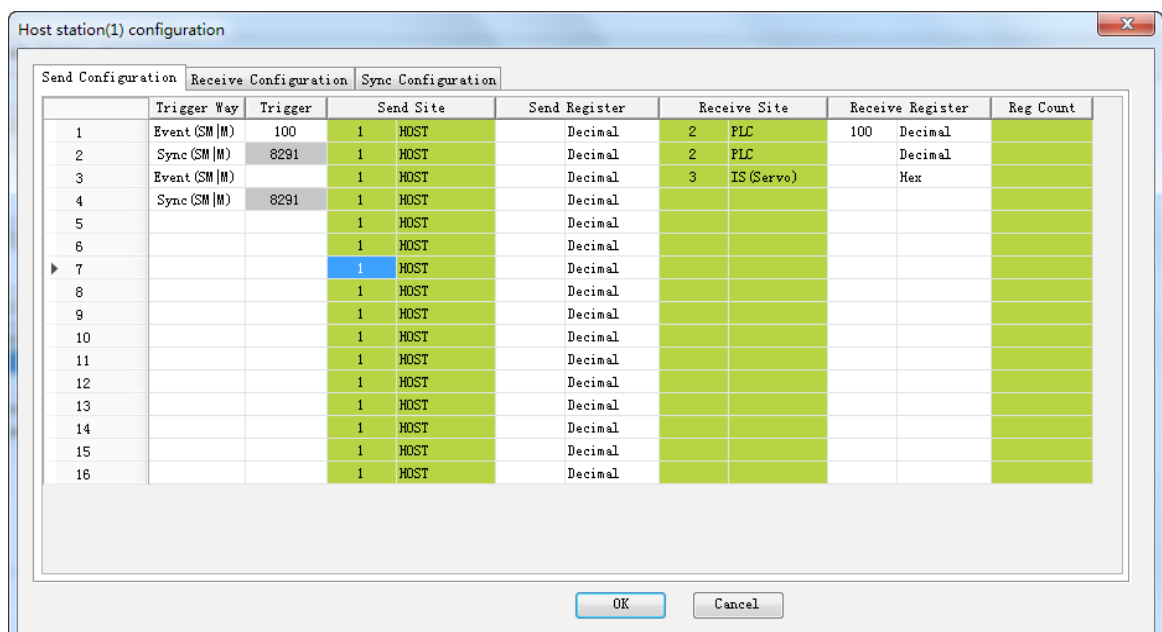 Host station(1) configuration
x
Send Configuration Receive Configuration Sync Configuration
Trigger Way Trigger Send Site Send Register Receive Site Receive Register Reg Count
1 Event(SM|M) 100 1 HOST Decimal 2 PLC 100 Decimal
2 Sync(SM|M) 8291 1 HOST Decimal 2 PLC Decimal
3 Event(SM|M) 1 HOST Decimal 3 IS(Servo) Hex
4 Sync(SM|M) 8291 1 HOST Decimal
5 1 HOST Decimal
6 1 HOST Decimal
7 1 HOST Decimal
8 1 HOST Decimal
9 1 HOST Decimal
10 1 HOST Decimal
11 1 HOST Decimal
12 1 HOST Decimal
13 1 HOST Decimal
14 1 HOST Decimal
15 1 HOST Decimal
16 1 HOST Decimal
OK Cancel